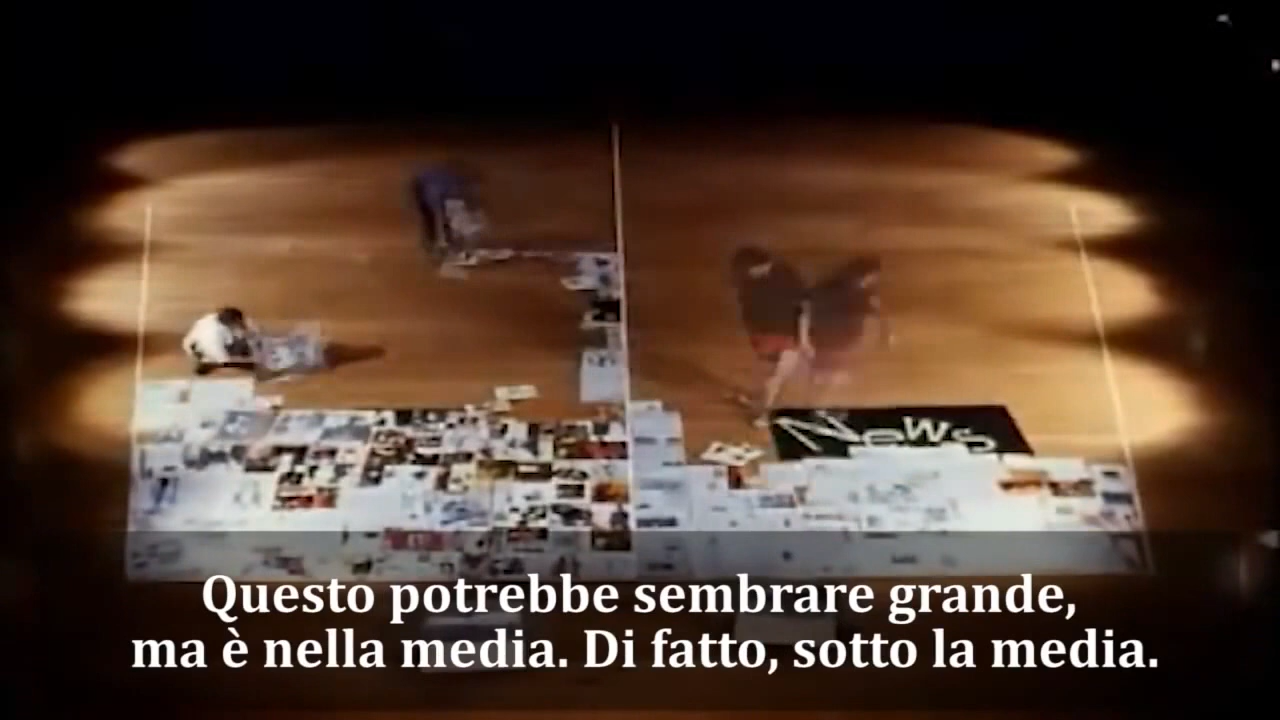 News
Questo potrebbe sembrare grande,
ma è nella media. Di fatto, sotto la media.